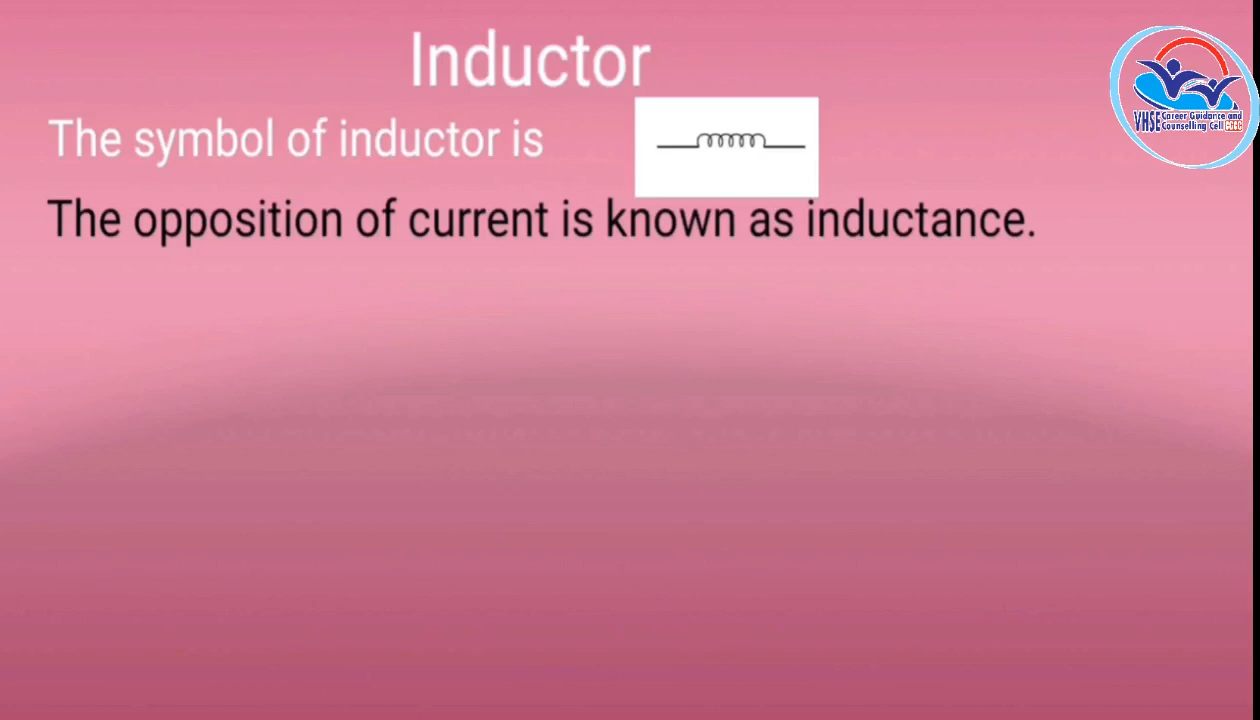 Inductor
The symbol of inductor is
The opposition of current is known as inductance.
VHSE Career Guidance and
Counselling Cell CGCC